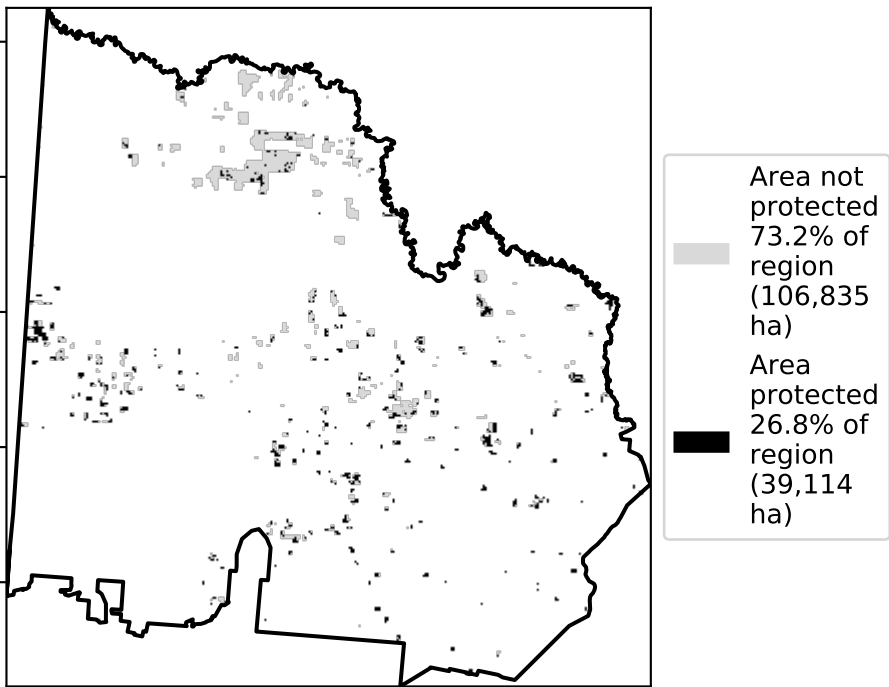 Area not
protected
73.2% of
region
(106,835
ha)
Area
protected
26.8% of
region
(39,114
ha)